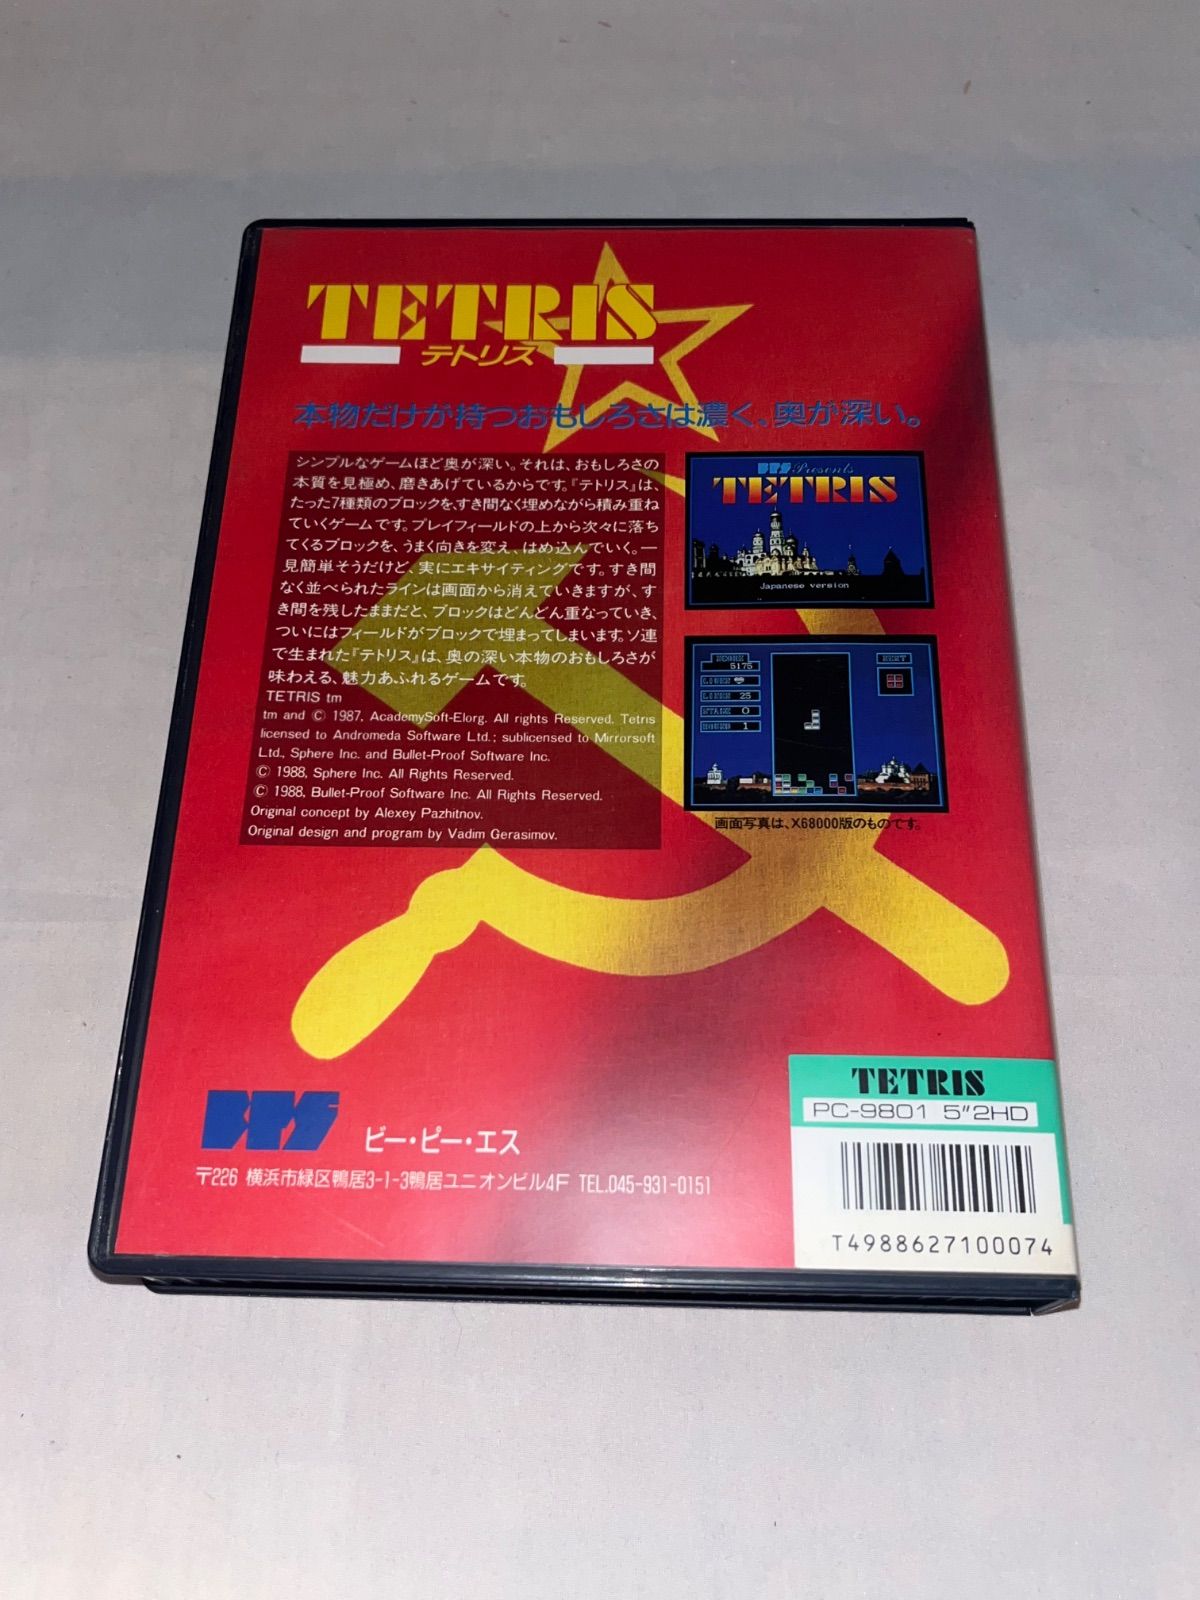 TETRIS
テトリス
本物だけが持つおもしろさは濃く、奥が深い。
シンプルなゲームほど奥が深い。それは、おもしろさの
本質を見極め、磨きあげているからです。『テトリス』は、
たった7種類のブロックを、すき間なく埋めながら積み重ね
ていくゲームです。プレイフィールドの上から次々に落ち
てくるブロックを、うまく向きを変え、はめ込んでいく。一
見簡単そうだけど、実にエキサイティングです。すき間
なく並べられたラインは画面から消えていきますが、す
き間を残したままだと、ブロックはどんどん重なっていき、
ついにはフィールドがブロックで埋まってしまいます。ソ連
で生まれた『テトリス』は、奥の深い本物のおもしろさが
味わえる、魅力あふれるゲームです。
TETRIS tm
tm and © 1987, AcademySoft-Elorg. All rights Reserved. Tetris
licensed to Andromeda Software Ltd.; sublicensed to Mirrorsoft
Ltd., Sphere Inc. and Bullet-Proof Software Inc.
© 1988, Sphere Inc. All Rights Reserved.
© 1988, Bullet-Proof Software Inc. All Rights Reserved.
Original concept by Alexey Pazhitnov.
Original design and program by Vadim Gerasimov.
BPS Presents
TETRIS
Japanese version
SCORE
5175
LEVEL
LINES 25
STAGE 0
ROUND 1
NEXT
画面写真は、X68000版のものです。
BPS ビー・ピー・エス
〒226 横浜市緑区鴨居3-1-3鴨居ユニオンビル4F TEL.045-931-0151
TETRIS
PC-9801 5"2HD
T4988627100074